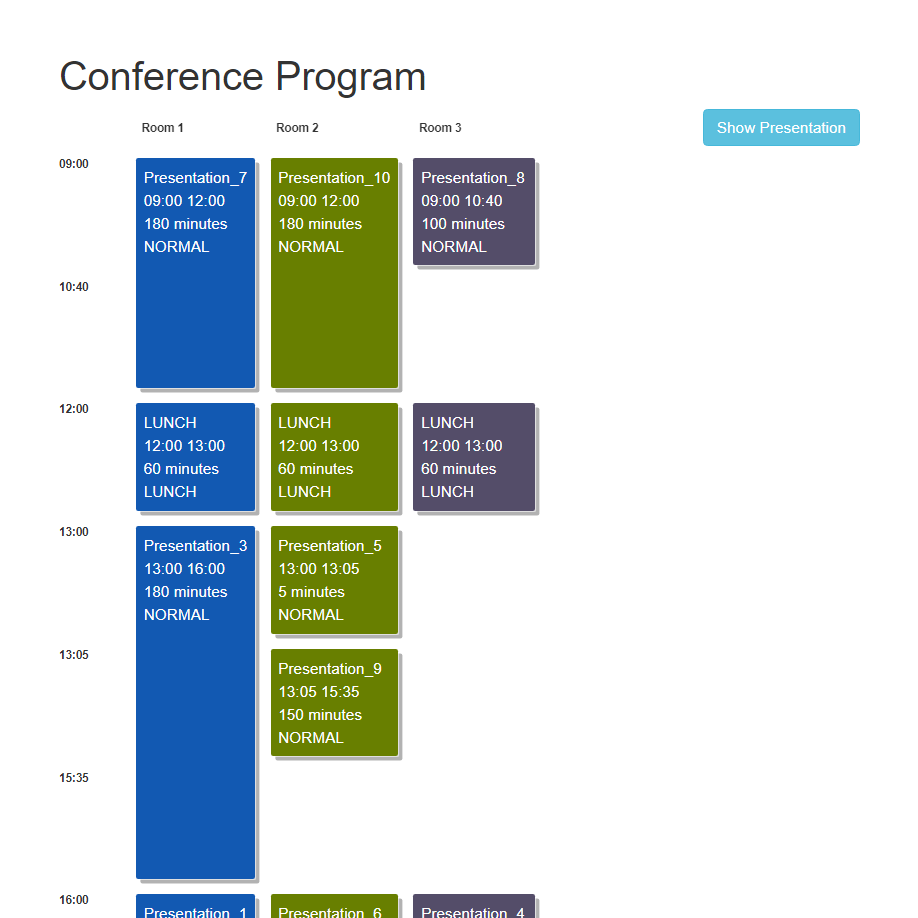 Conference Program
Room 1
Room 2
Room 3
Show Presentation
09:00
Presentation_7
09:00 12:00
180 minutes
NORMAL
Presentation_10
09:00 12:00
180 minutes
NORMAL
Presentation_8
09:00 10:40
100 minutes
NORMAL
10:40
12:00
LUNCH
12:00 13:00
60 minutes
LUNCH
LUNCH
12:00 13:00
60 minutes
LUNCH
LUNCH
12:00 13:00
60 minutes
LUNCH
13:00
Presentation_3
13:00 16:00
180 minutes
NORMAL
Presentation_5
13:00 13:05
5 minutes
NORMAL
13:05
Presentation_9
13:05 15:35
150 minutes
NORMAL
15:35
16:00
Presentation_1
Presentation_6
Presentation_4